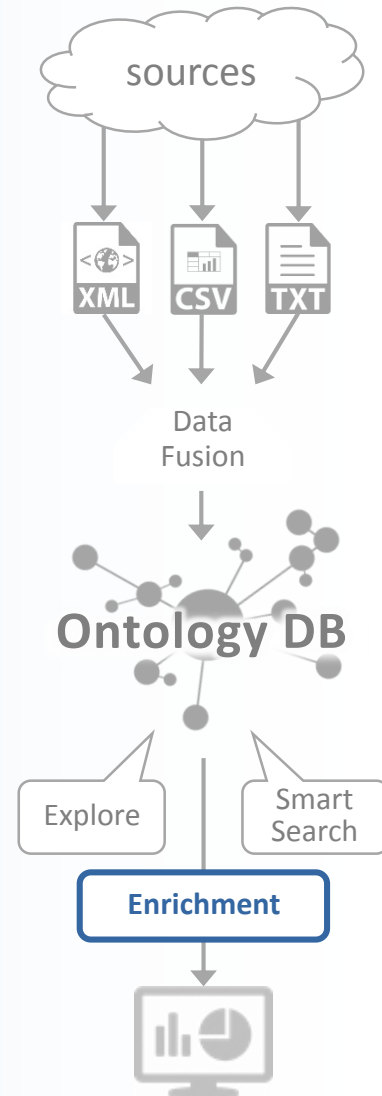 sources
XML
CSV
TXT
Data
Fusion
Ontology DB
Explore
Smart
Search
Enrichment